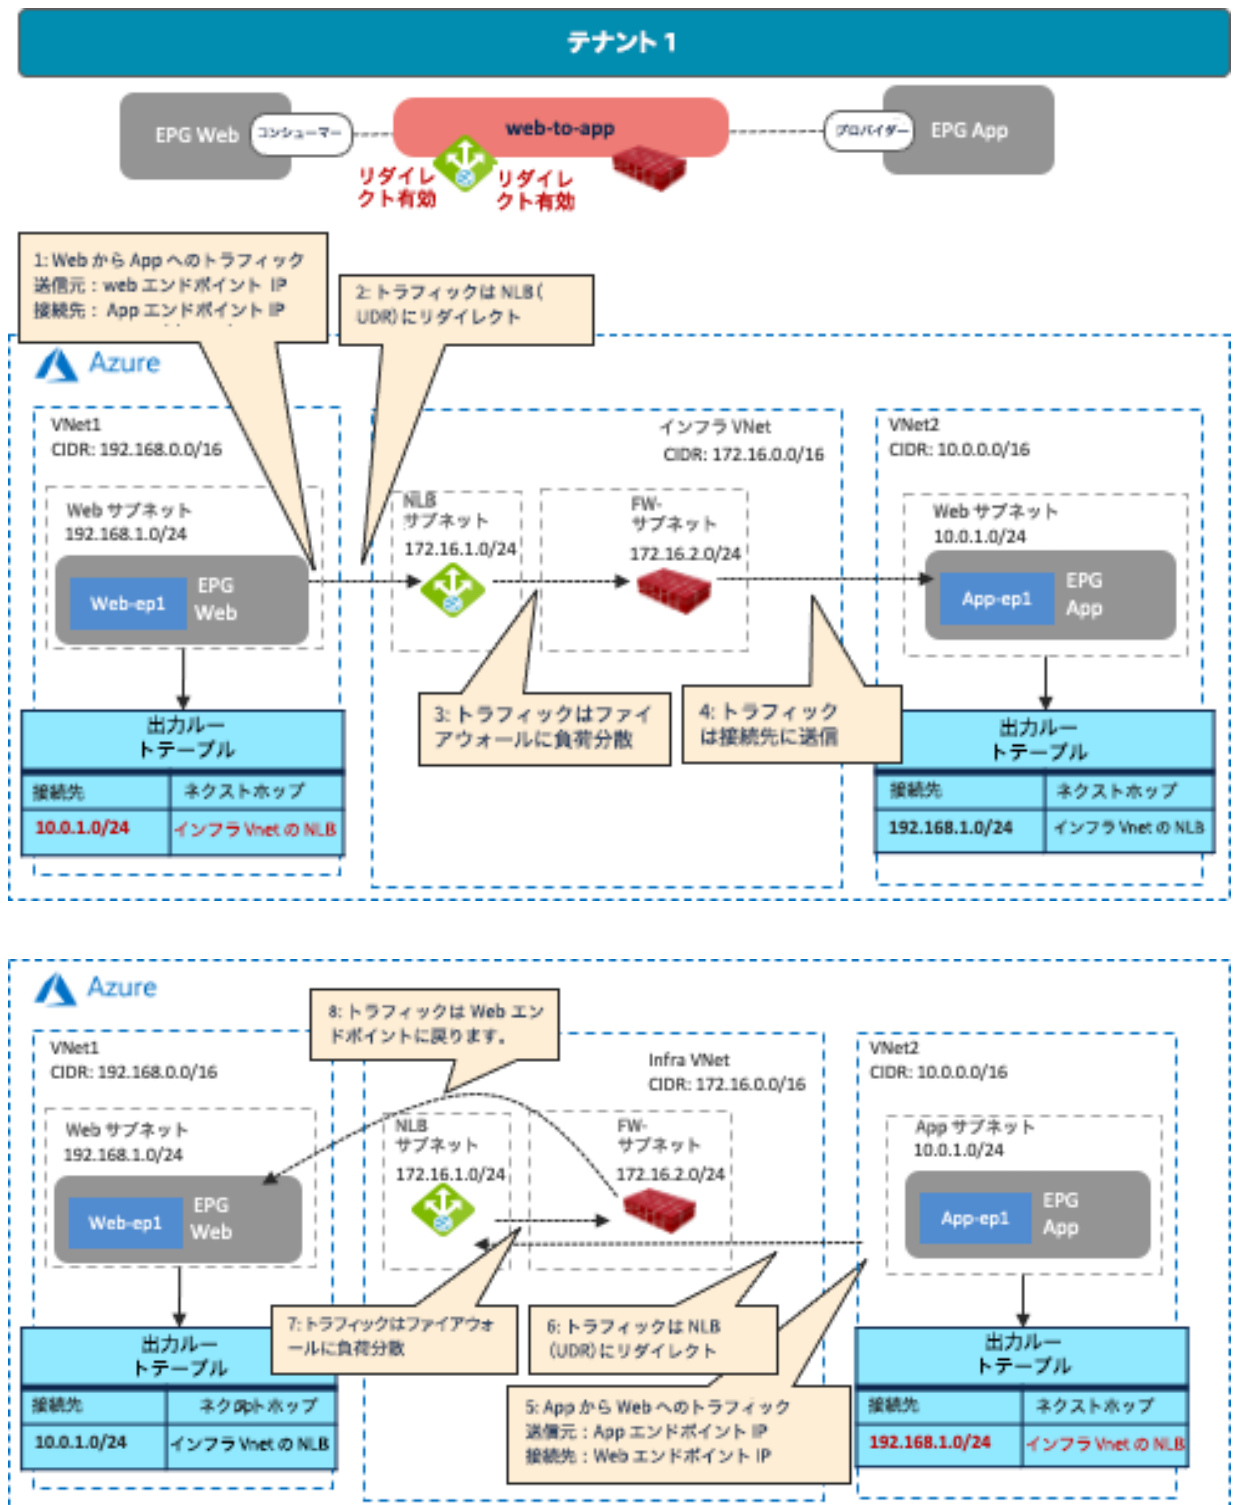 テナント 1
EPG Web
コンシューマー
web-to-app
プロバイダー
EPG App
リダイレ
クト有効
リダイレ
クト有効
1: Web から App へのトラフィック
送信元：web エンドポイント IP
接続先： App エンドポイント IP
2: トラフィックは NLB(
UDR)にリダイレクト
Azure
VNet1
CIDR: 192.168.0.0/16
インフラ VNet
CIDR: 172.16.0.0/16
VNet2
CIDR: 10.0.0.0/16
Web サブネット
192.168.1.0/24
NLB
サブネット
172.16.1.0/24
FW-
サブネット
172.16.2.0/24
Web サブネット
10.0.1.0/24
Web-ep1
EPG
Web
App-ep1
EPG
App
3: トラフィックはファイ
アウォールに負荷分散
4: トラフィック
は接続先に送信
出力ルー
トテーブル
接続先
ネクストホップ
10.0.1.0/24
インフラ Vnet の NLB
出力ルー
トテーブル
接続先
ネクストホップ
192.168.1.0/24
インフラ Vnet の NLB
Azure
8: トラフィックは Web エン
ドポイントに戻ります。
VNet1
CIDR: 192.168.0.0/16
Infra VNet
CIDR: 172.16.0.0/16
VNet2
CIDR: 10.0.0.0/16
Web サブネット
192.168.1.0/24
NLB
サブネット
172.16.1.0/24
FW-
サブネット
172.16.2.0/24
App サブネット
10.0.1.0/24
Web-ep1
EPG
Web
App-ep1
EPG
App
7: トラフィックはファイアウォ
ールに負荷分散
6: トラフィックは NLB
(UDR)にリダイレクト
5: App から Web へのトラフィック
送信元：App エンドポイント IP
接続先：Web エンドポイント IP
出力ルー
トテーブル
接続先
10.0.1.0/24
インフラ Vnet の NLB
出力ルー
トテーブル
接続先
ネクストホップ
192.168.1.0/24
インフラ Vnet の NLB